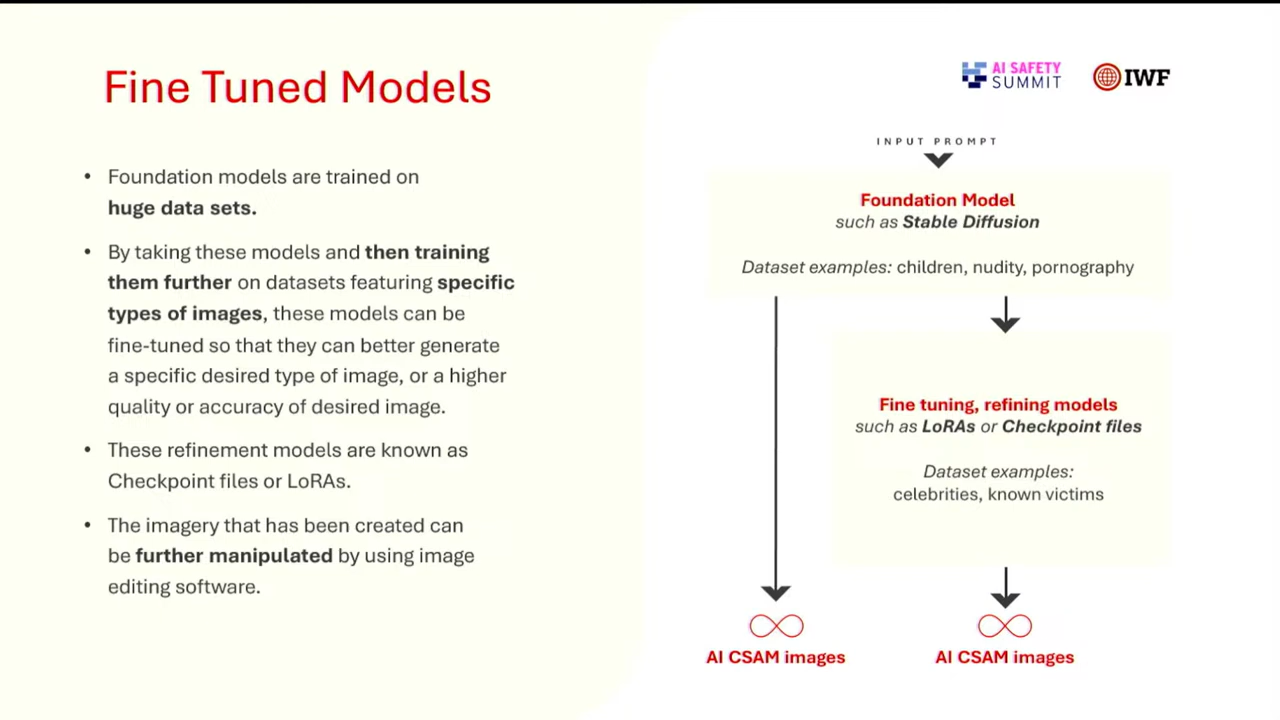 Fine Tuned Models
• Foundation models are trained on
huge data sets.
• By taking these models and then training
them further on datasets featuring specific
types of images, these models can be
fine-tuned so that they can better generate
a specific desired type of image, or a higher
quality or accuracy of desired image.
• These refinement models are known as
Checkpoint files or LoRAs.
• The imagery that has been created can
be further manipulated by using image
editing software.
AI SAFETY
SUMMIT
IWF
INPUT PROMPT
Foundation Model
such as Stable Diffusion
Dataset examples: children, nudity, pornography
Fine tuning, refining models
such as LoRAs or Checkpoint files
Dataset examples:
celebrities, known victims
AI CSAM images
AI CSAM images